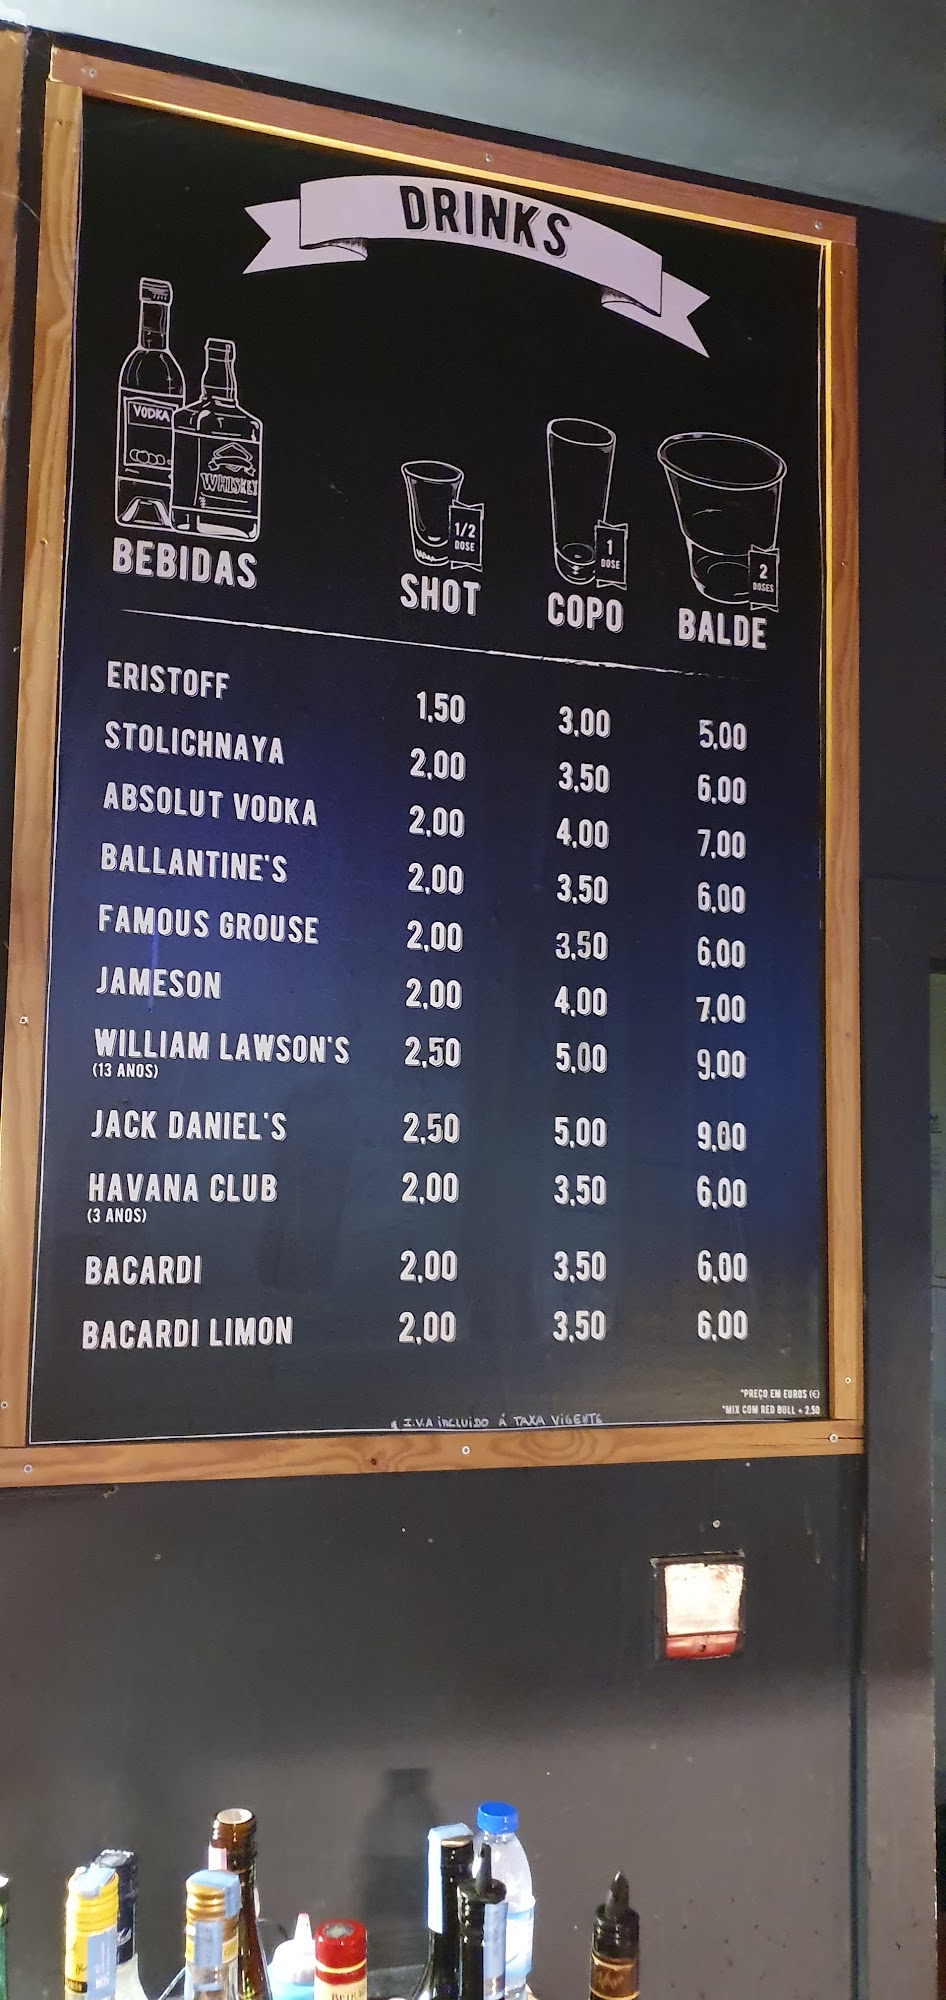 DRINKS
VODKA
WHISKEY
1/2
DOSE
1
DOSE
2
DOSES
BEBIDAS SHOT COPO BALDE
ERISTOFF 1,50 3,00 5,00
STOLICHNAYA 2,00 3,50 6,00
ABSOLUT VODKA 2,00 4,00 7,00
BALLANTINE'S 2,00 3,50 6,00
FAMOUS GROUSE 2,00 3,50 6,00
JAMESON 2,00 4,00 7,00
WILLIAM LAWSON'S 2,50 5,00 9,00
(13 ANOS)
JACK DANIEL'S 2,50 5,00 9,00
HAVANA CLUB 2,00 3,50 6,00
(3 ANOS)
BACARDI 2,00 3,50 6,00
BACARDI LIMON 2,00 3,50 6,00
*PREÇO EM EUROS (€)
*MIX COM RED BULL + 2,50
I.V.A INCLUIDO Á TAXA VIGENTE